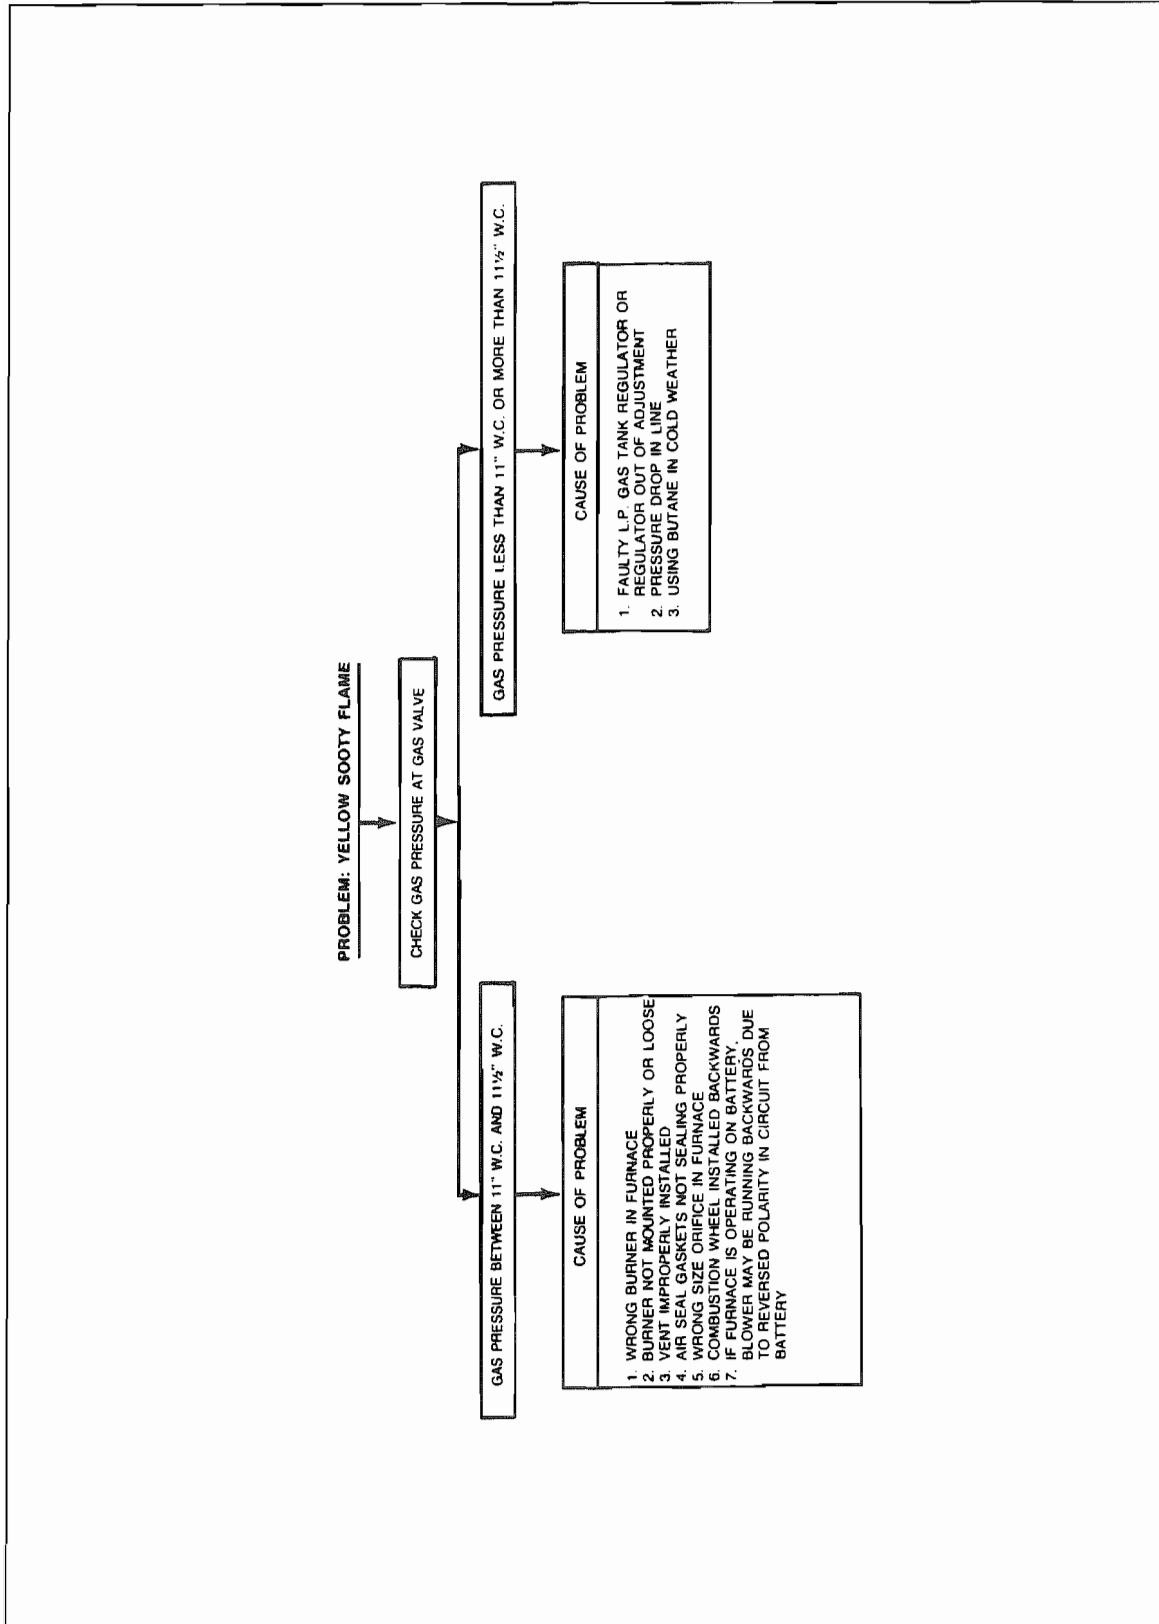 PROBLEM: YELLOW SOOTY FLAME
CHECK GAS PRESSURE AT GAS VALVE
GAS PRESSURE BETWEEN 11" W.C. AND 11½" W.C.
CAUSE OF PROBLEM
1. WRONG BURNER IN FURNACE
2. BURNER NOT MOUNTED PROPERLY OR LOOSE
3. VENT IMPROPERLY INSTALLED
4. AIR SEAL GASKETS NOT SEALING PROPERLY
5. WRONG SIZE ORIFICE IN FURNACE
6. COMBUSTION WHEEL INSTALLED BACKWARDS
7. IF FURNACE IS OPERATING ON BATTERY,
BLOWER MAY BE RUNNING BACKWARDS DUE
TO REVERSED POLARITY IN CIRCUIT FROM
BATTERY
GAS PRESSURE LESS THAN 11" W.C. OR MORE THAN 11½" W.C.
CAUSE OF PROBLEM
1. FAULTY L.P. GAS TANK REGULATOR OR
REGULATOR OUT OF ADJUSTMENT
2. PRESSURE DROP IN LINE
3. USING BUTANE IN COLD WEATHER